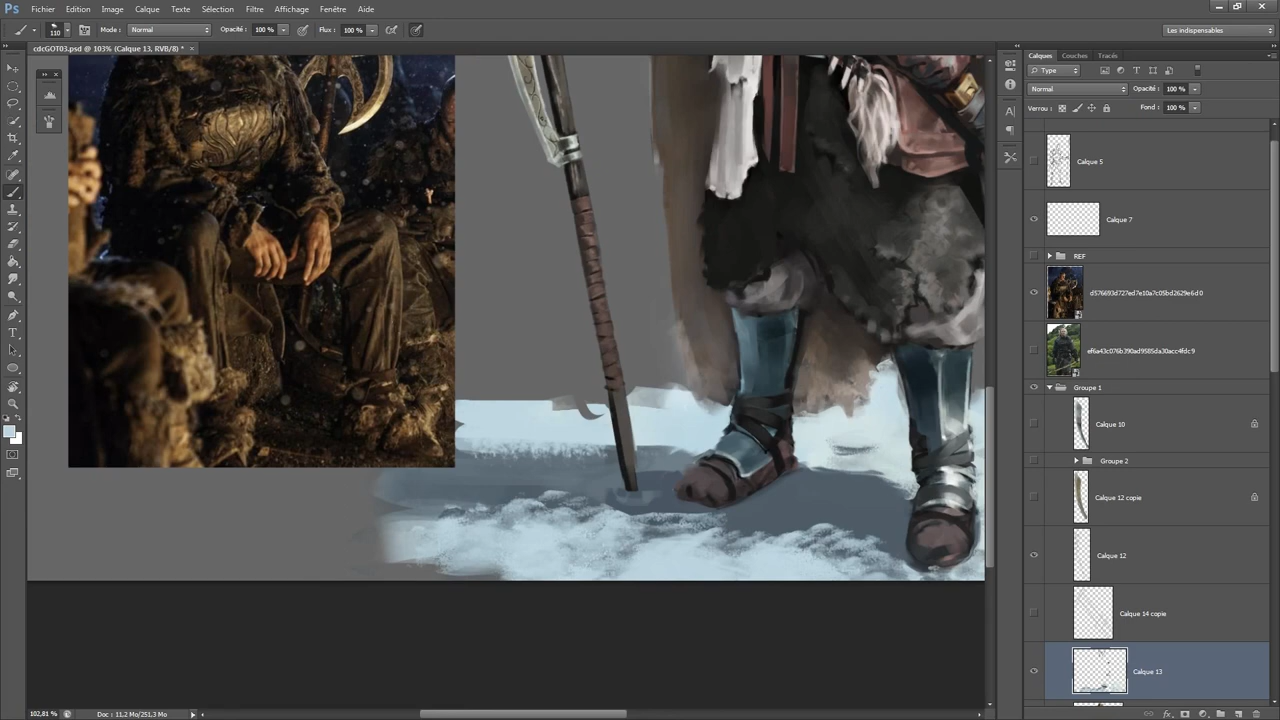 Ps Fichier Edition Image Calque Texte Sélection Filtre Affichage Fenêtre Aide
110 Mode : Normal Opacité : 100 % Flux : 100 % Les indispensables
cdcGOT03.psd @ 103% (Calque 13, RVB/8) * ×
Calques Couches Tracés
Type
Normal Opacité : 100 %
Verrou : Fond : 100 %
Calque 5
Calque 7
REF
d576693d727ed7e10a7c05bd2629e6d0
ef6a43c076b390ad9585da30acc4fdc9
Groupe 1
Calque 10
Groupe 2
Calque 12 copie
Calque 12
Calque 14 copie
Calque 13
102,81 % Doc : 11,2 Mo/251,3 Mo